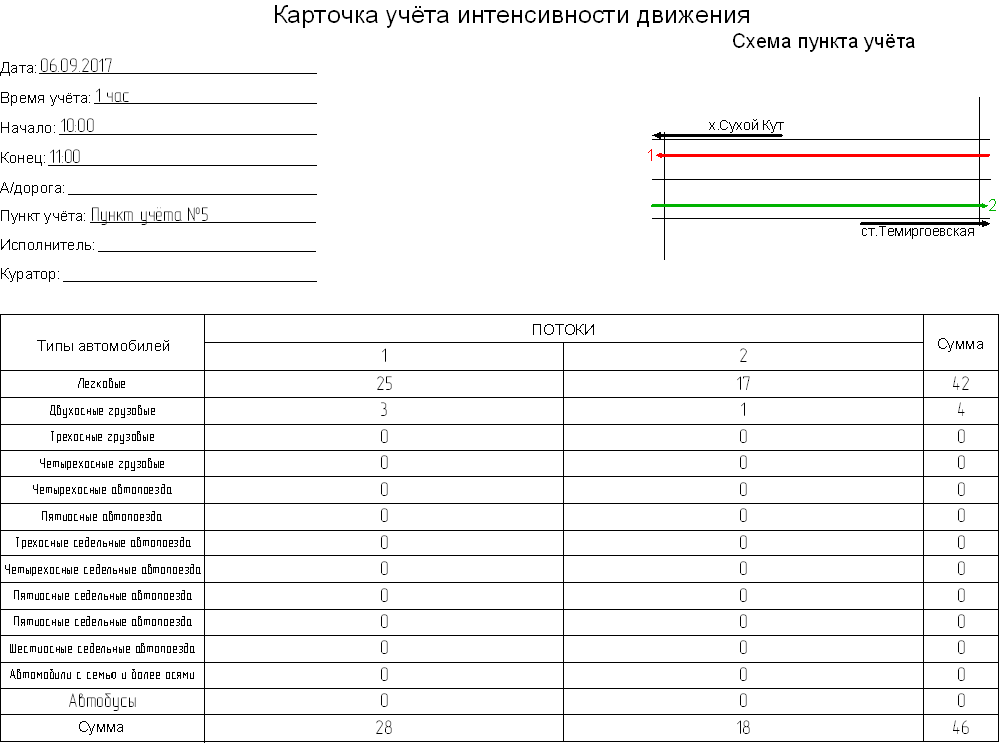 Карточка учёта интенсивности движения
Схема пункта учёта
Дата: 06.09.2017
Время учёта: 1 час
Начало: 10:00
Конец: 11:00
А/дорога:
Пункт учёта: Пункт учёта №5
Исполнитель:
Куратор:
х.Сухой Кут
1
2
ст.Темиргоевская
Типы автомобилей ПОТОКИ Сумма
1 2
Легковые 25 17 42
Двухосные грузовые 3 1 4
Трехосные грузовые 0 0 0
Четырехосные грузовые 0 0 0
Четырехосные автопоезда 0 0 0
Пятиосные автопоезда 0 0 0
Трехосные седельные автопоезда 0 0 0
Четырехосные седельные автопоезда 0 0 0
Пятиосные седельные автопоезда 0 0 0
Пятиосные седельные автопоезда 0 0 0
Шестиосные седельные автопоезда 0 0 0
Автомобили с семью и более осями 0 0 0
Автобусы 0 0 0
Сумма 28 18 46